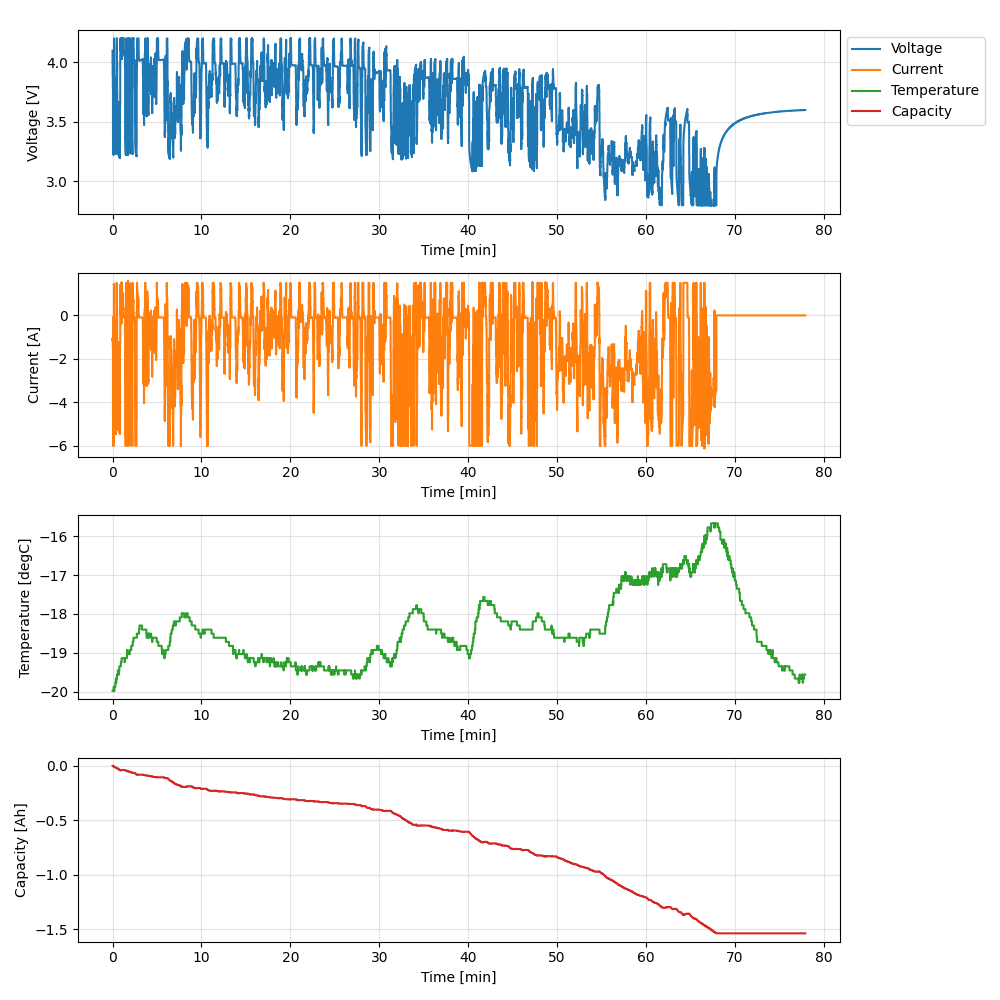 4.0
3.5
3.0
Voltage [V]
0 10 20 30 40 50 60 70 80
Time [min]
Voltage
Current
Temperature
Capacity
0
−2
−4
−6
Current [A]
0 10 20 30 40 50 60 70 80
Time [min]
−16
−17
−18
−19
−20
Temperature [degC]
0 10 20 30 40 50 60 70 80
Time [min]
0.0
−0.5
−1.0
−1.5
Capacity [Ah]
0 10 20 30 40 50 60 70 80
Time [min]